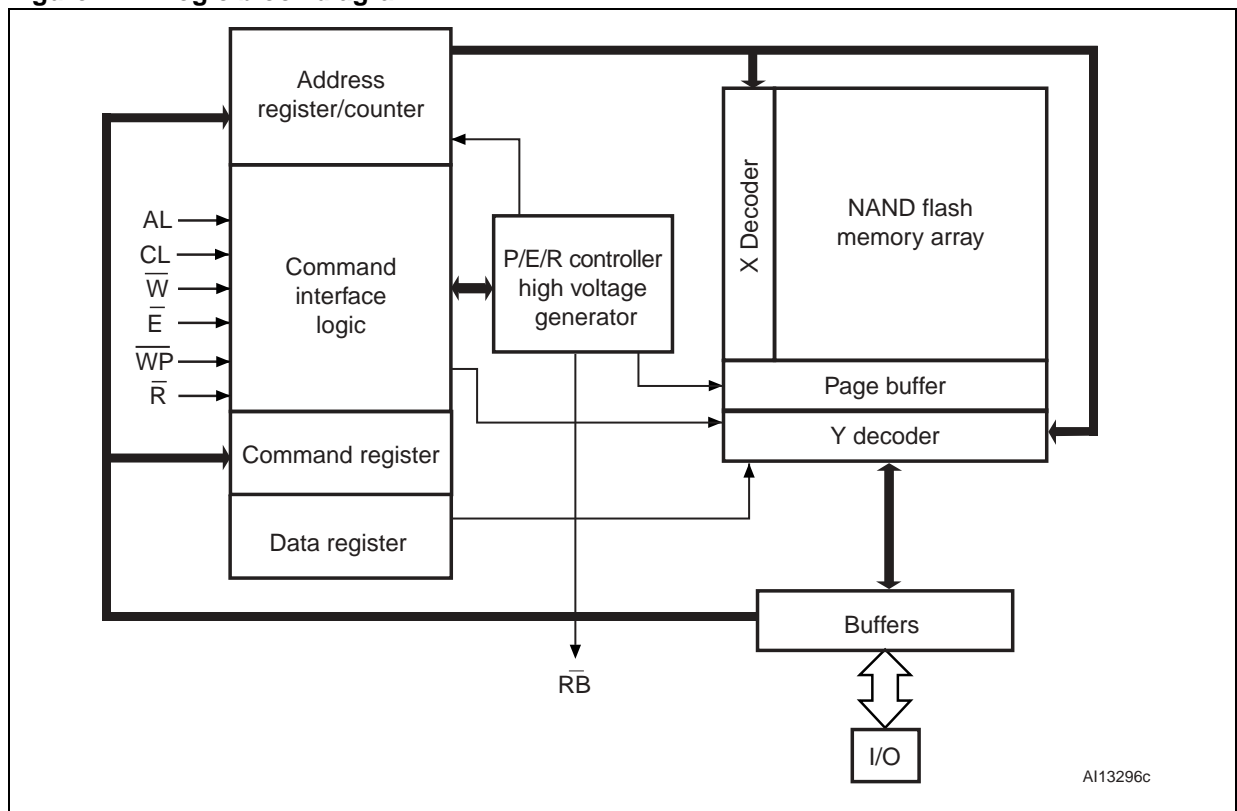 Address
register/counter
AL
CL
W̅
E̅
W̅P̅
R̅
Command
interface
logic
Command register
Data register
P/E/R controller
high voltage
generator
RB̅
X Decoder
NAND flash
memory array
Page buffer
Y decoder
Buffers
I/O
AI13296c